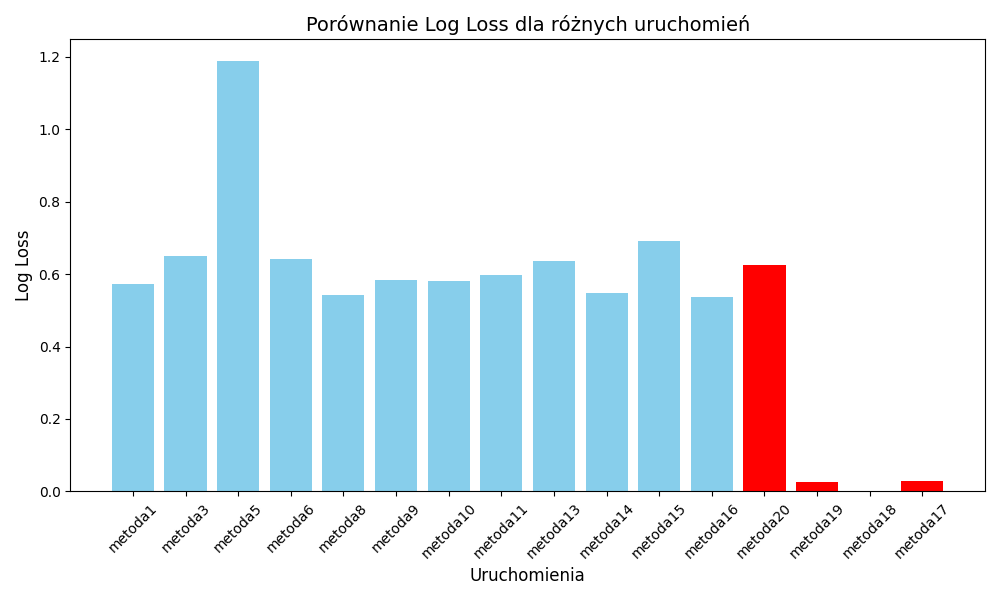 Porównanie Log Loss dla różnych uruchomień
Log Loss
1.2
1.0
0.8
0.6
0.4
0.2
0.0
metoda1
metoda3
metoda5
metoda6
metoda8
metoda9
metoda10
metoda11
metoda13
metoda14
metoda15
metoda16
metoda20
metoda19
metoda18
metoda17
Uruchomienia